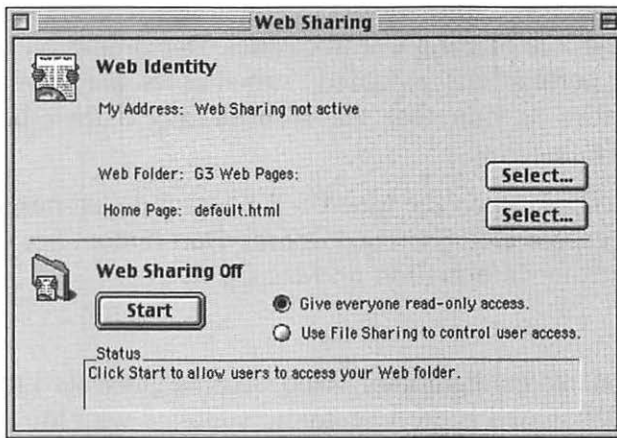 Web Sharing
Web Identity
My Address: Web Sharing not active
Web Folder: G3 Web Pages:
Select...
Home Page: default.html
Select...
Web Sharing Off
Start
Give everyone read-only access.
Use File Sharing to control user access.
Status
Click Start to allow users to access your Web folder.